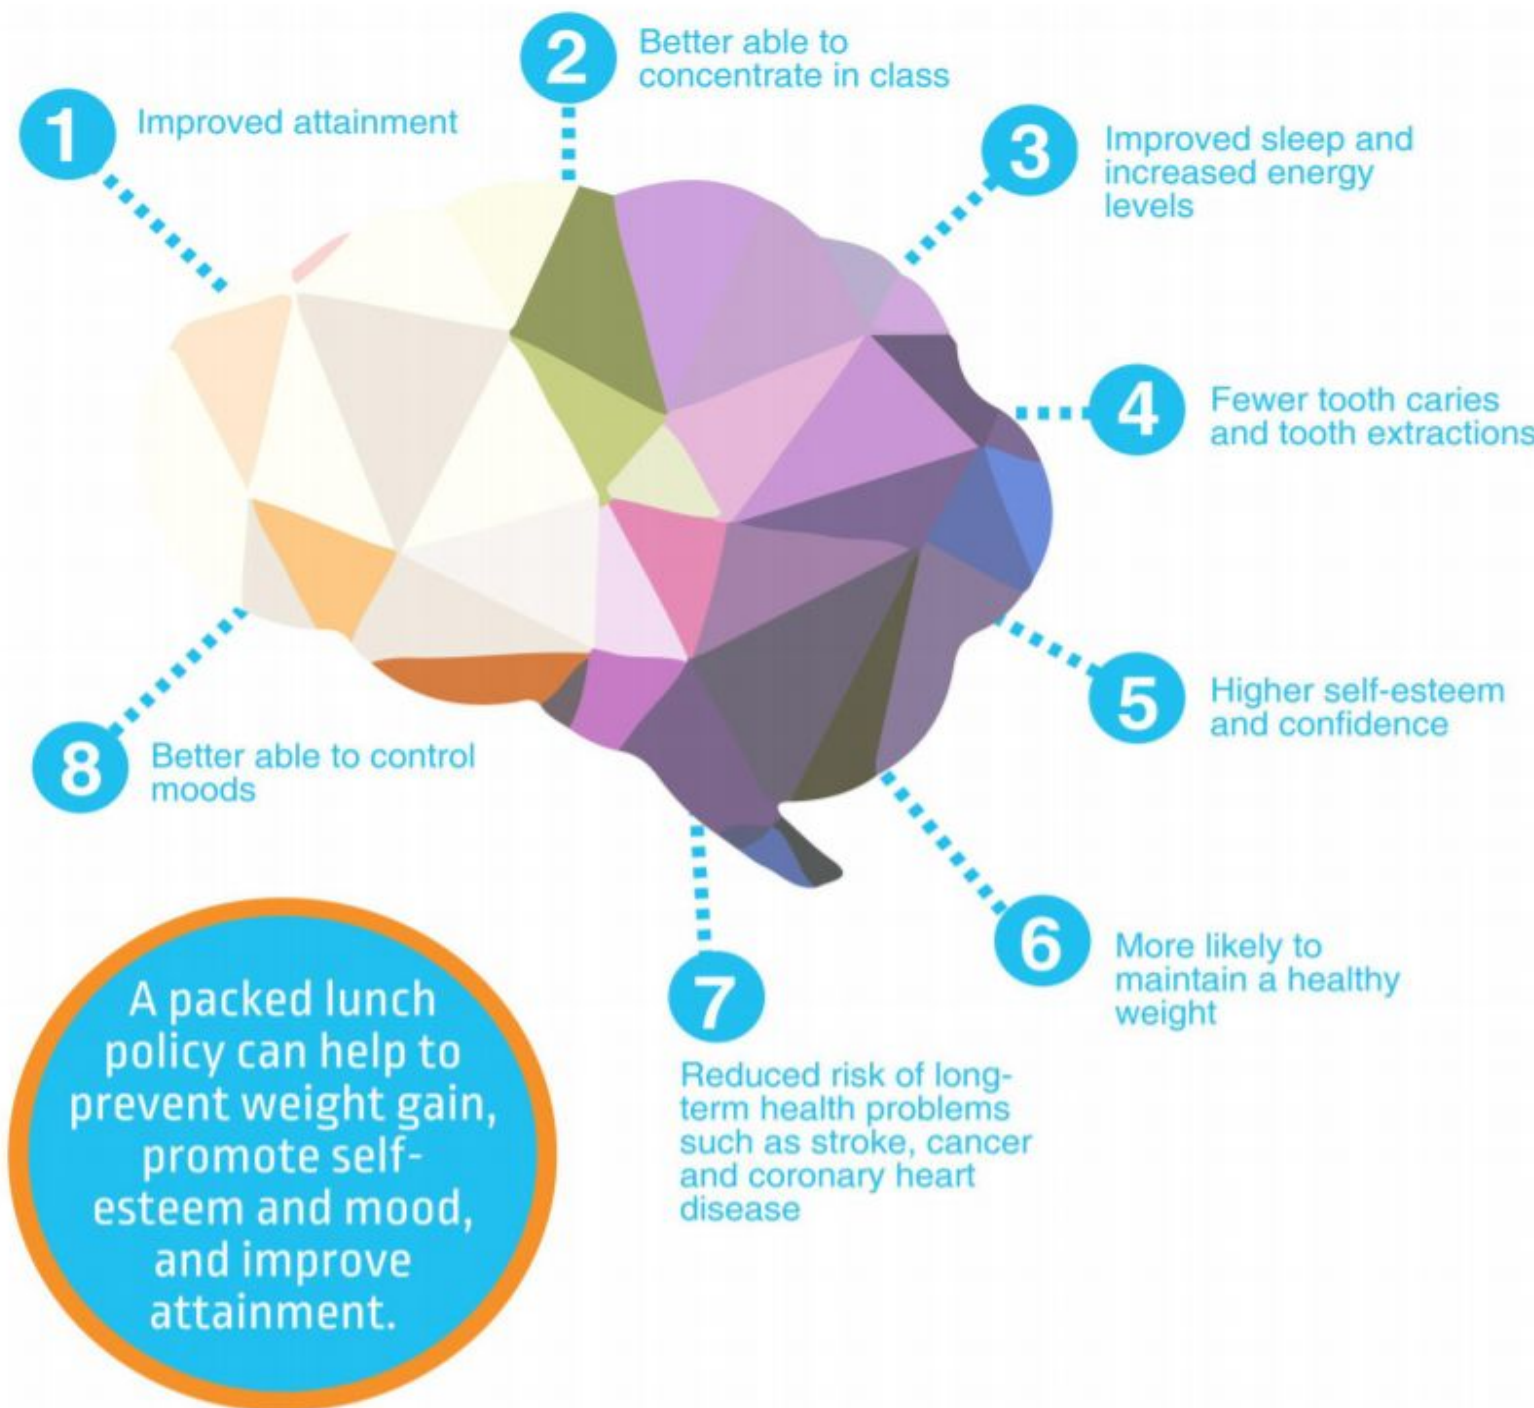 1
Improved attainment
2
Better able to
concentrate in class
3
Improved sleep and
increased energy
levels
4
Fewer tooth caries
and tooth extractions
5
Higher self-esteem
and confidence
6
More likely to
maintain a healthy
weight
7
Reduced risk of long-
term health problems
such as stroke, cancer
and coronary heart
disease
8
Better able to control
moods
A packed lunch
policy can help to
prevent weight gain,
promote self-
esteem and mood,
and improve
attainment.